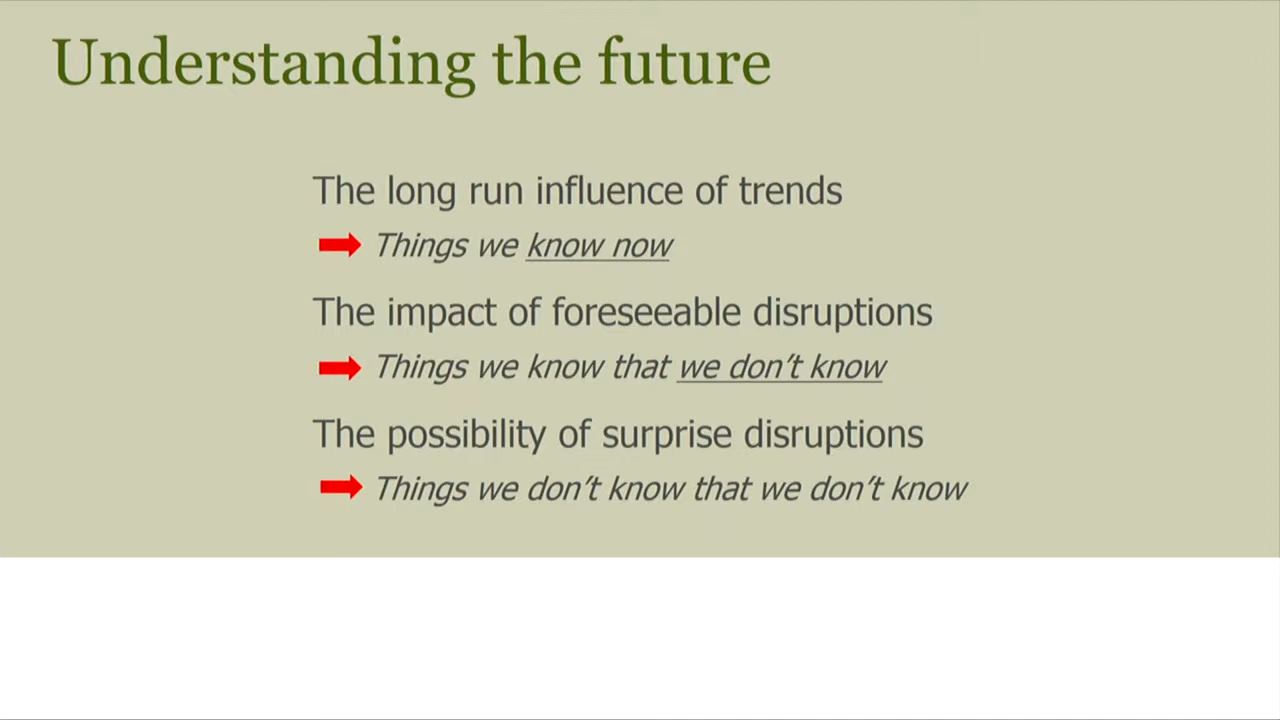 Understanding the future
The long run influence of trends
Things we know now
The impact of foreseeable disruptions
Things we know that we don't know
The possibility of surprise disruptions
Things we don't know that we don't know